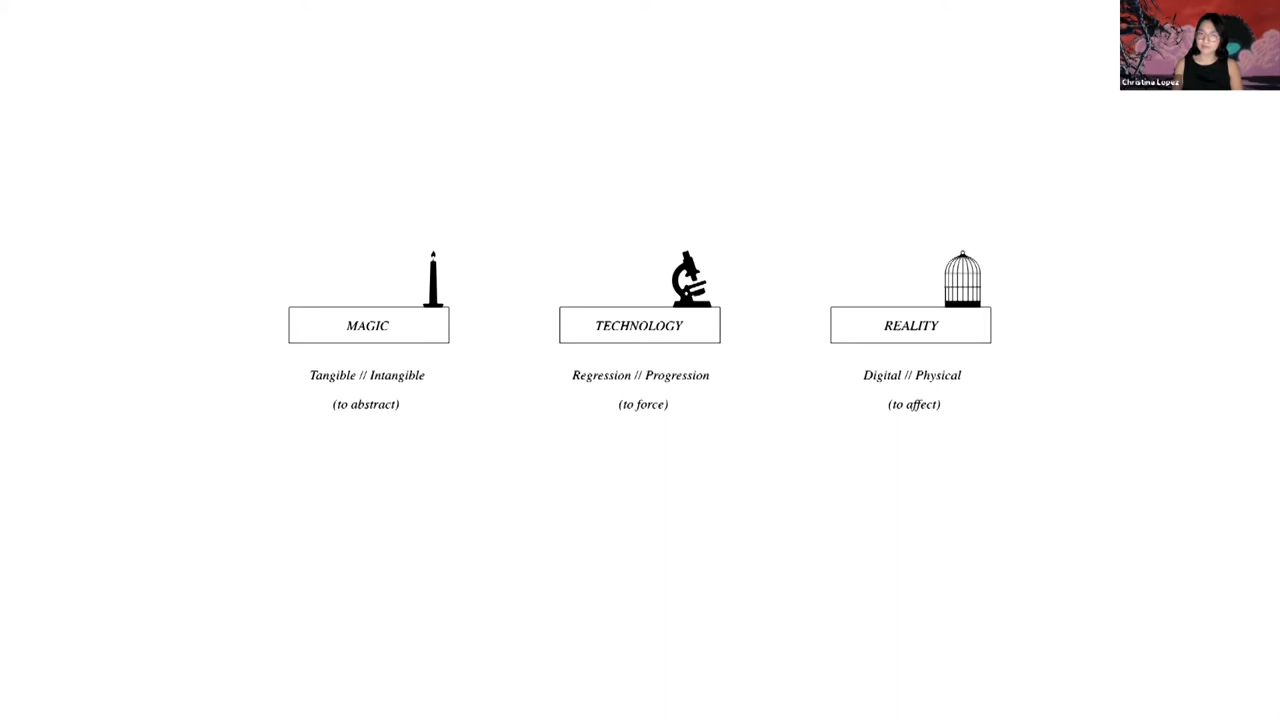 Christina Lopez
MAGIC
TECHNOLOGY
REALITY
Tangible // Intangible
Regression // Progression
Digital // Physical
(to abstract)
(to force)
(to affect)